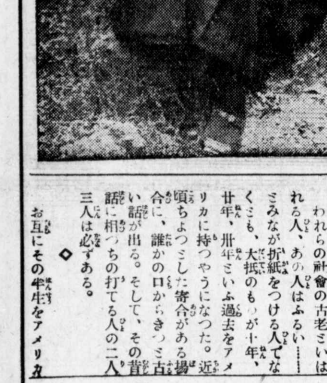 われらの社會の古老といは
れる人、あの人はふるい……
とみなが折紙をつける人でな
くとも、大抵のものが十年、
廿年、卅年といふ過去をアメ
リカに持つやうになつた。近
頃ちよつとした寄合がある塲
合に、誰かの口からきつと古
い話が出る。そして、その昔
話に相づちの打てる人の二人
三人は必ずある。
◇
お互にその半生をアメリカ